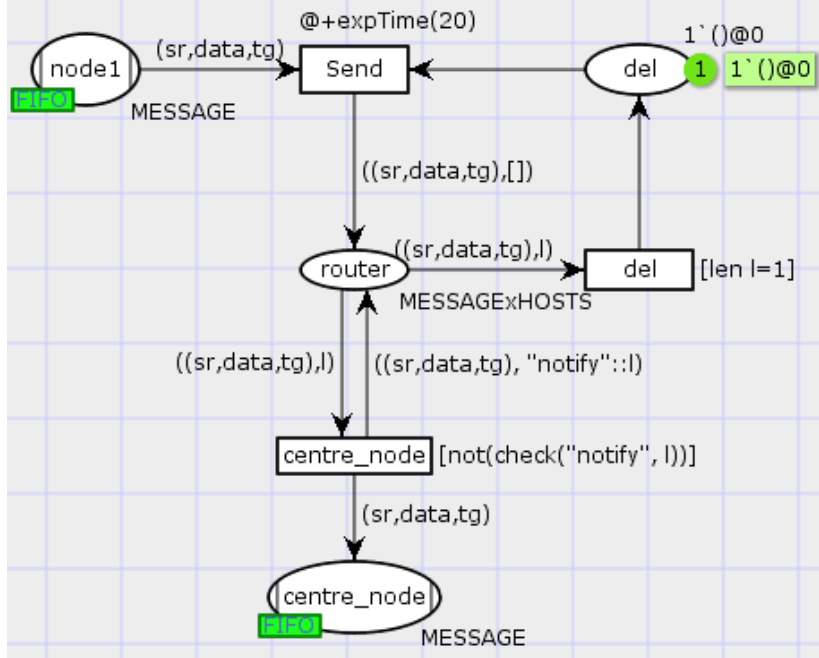 @+expTime(20)
1`()@0
(sr,data,tg)
node1
Send
del
1
1`()@0
FIFO
MESSAGE
((sr,data,tg),[])
((sr,data,tg),l)
router
del
[len l=1]
MESSAGExHOSTS
((sr,data,tg),l)
((sr,data,tg), "notify"::l)
centre_node
[not(check("notify", l))]
(sr,data,tg)
centre_node
FIFO
MESSAGE